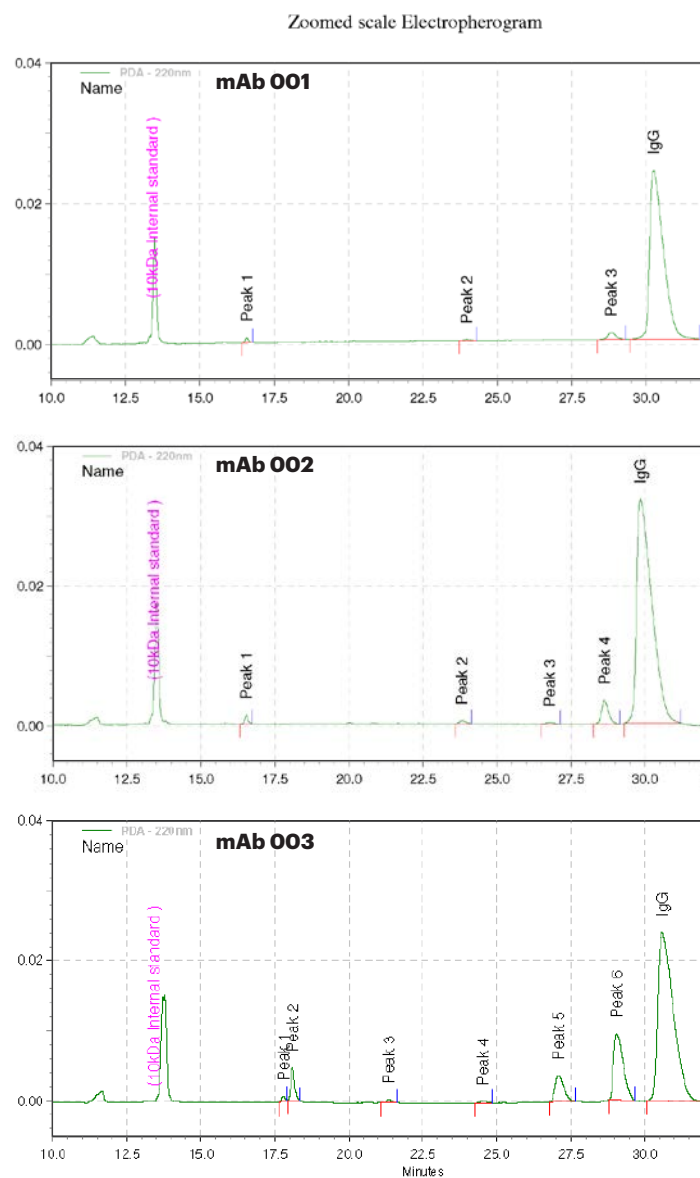 Zoomed scale Electropherogram
0.04
PDA - 220nm
Name
mAb 001
(10kDa Internal standard )
Peak 1
Peak 2
Peak 3
IgG
0.02
0.00
10.0 12.5 15.0 17.5 20.0 22.5 25.0 27.5 30.0
0.04
PDA - 220nm
Name
mAb 002
(10kDa Internal standard )
Peak 1
Peak 2
Peak 3
Peak 4
IgG
0.02
0.00
10.0 12.5 15.0 17.5 20.0 22.5 25.0 27.5 30.0
0.04
PDA - 220nm
Name
mAb 003
(10kDa Internal standard )
Peak 1
Peak 2
Peak 3
Peak 4
Peak 5
Peak 6
IgG
0.02
0.00
10.0 12.5 15.0 17.5 20.0 22.5 25.0 27.5 30.0
Minutes